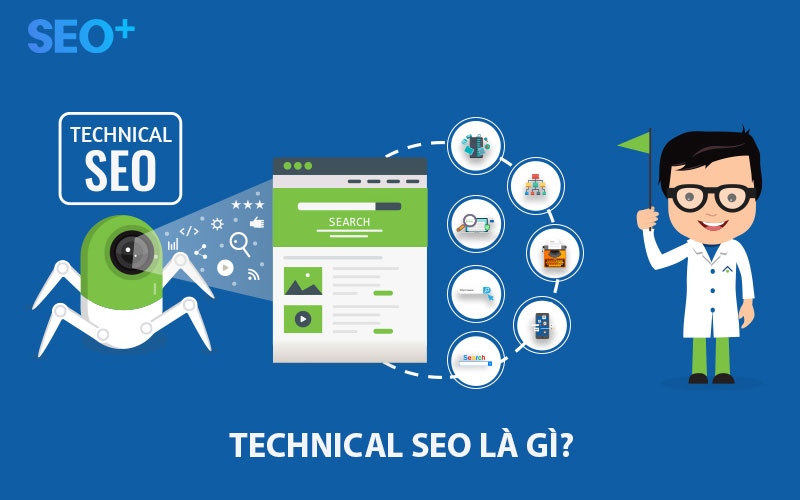 SEO+
TECHNICAL
SEO
SEARCH
Search
TECHNICAL SEO LÀ GÌ?